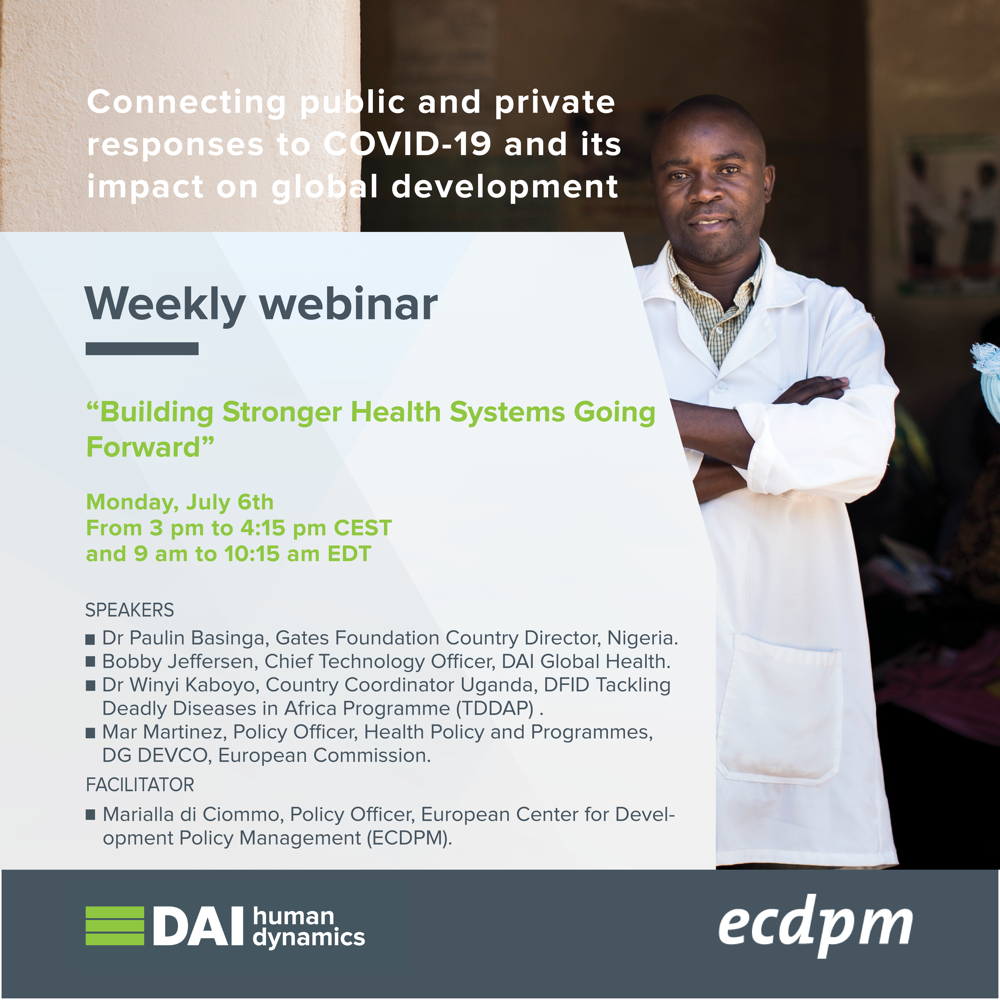 Connecting public and private
responses to COVID-19 and its
impact on global development
Weekly webinar
“Building Stronger Health Systems Going
Forward”
Monday, July 6th
From 3 pm to 4:15 pm CEST
and 9 am to 10:15 am EDT
SPEAKERS
■ Dr Paulin Basinga, Gates Foundation Country Director, Nigeria.
■ Bobby Jeffersen, Chief Technology Officer, DAI Global Health.
■ Dr Winyi Kaboyo, Country Coordinator Uganda, DFID Tackling
Deadly Diseases in Africa Programme (TDDAP) .
■ Mar Martinez, Policy Officer, Health Policy and Programmes,
DG DEVCO, European Commission.
FACILITATOR
■ Marialla di Ciommo, Policy Officer, European Center for Devel-
opment Policy Management (ECDPM).
DAI human
dynamics
ecdpm